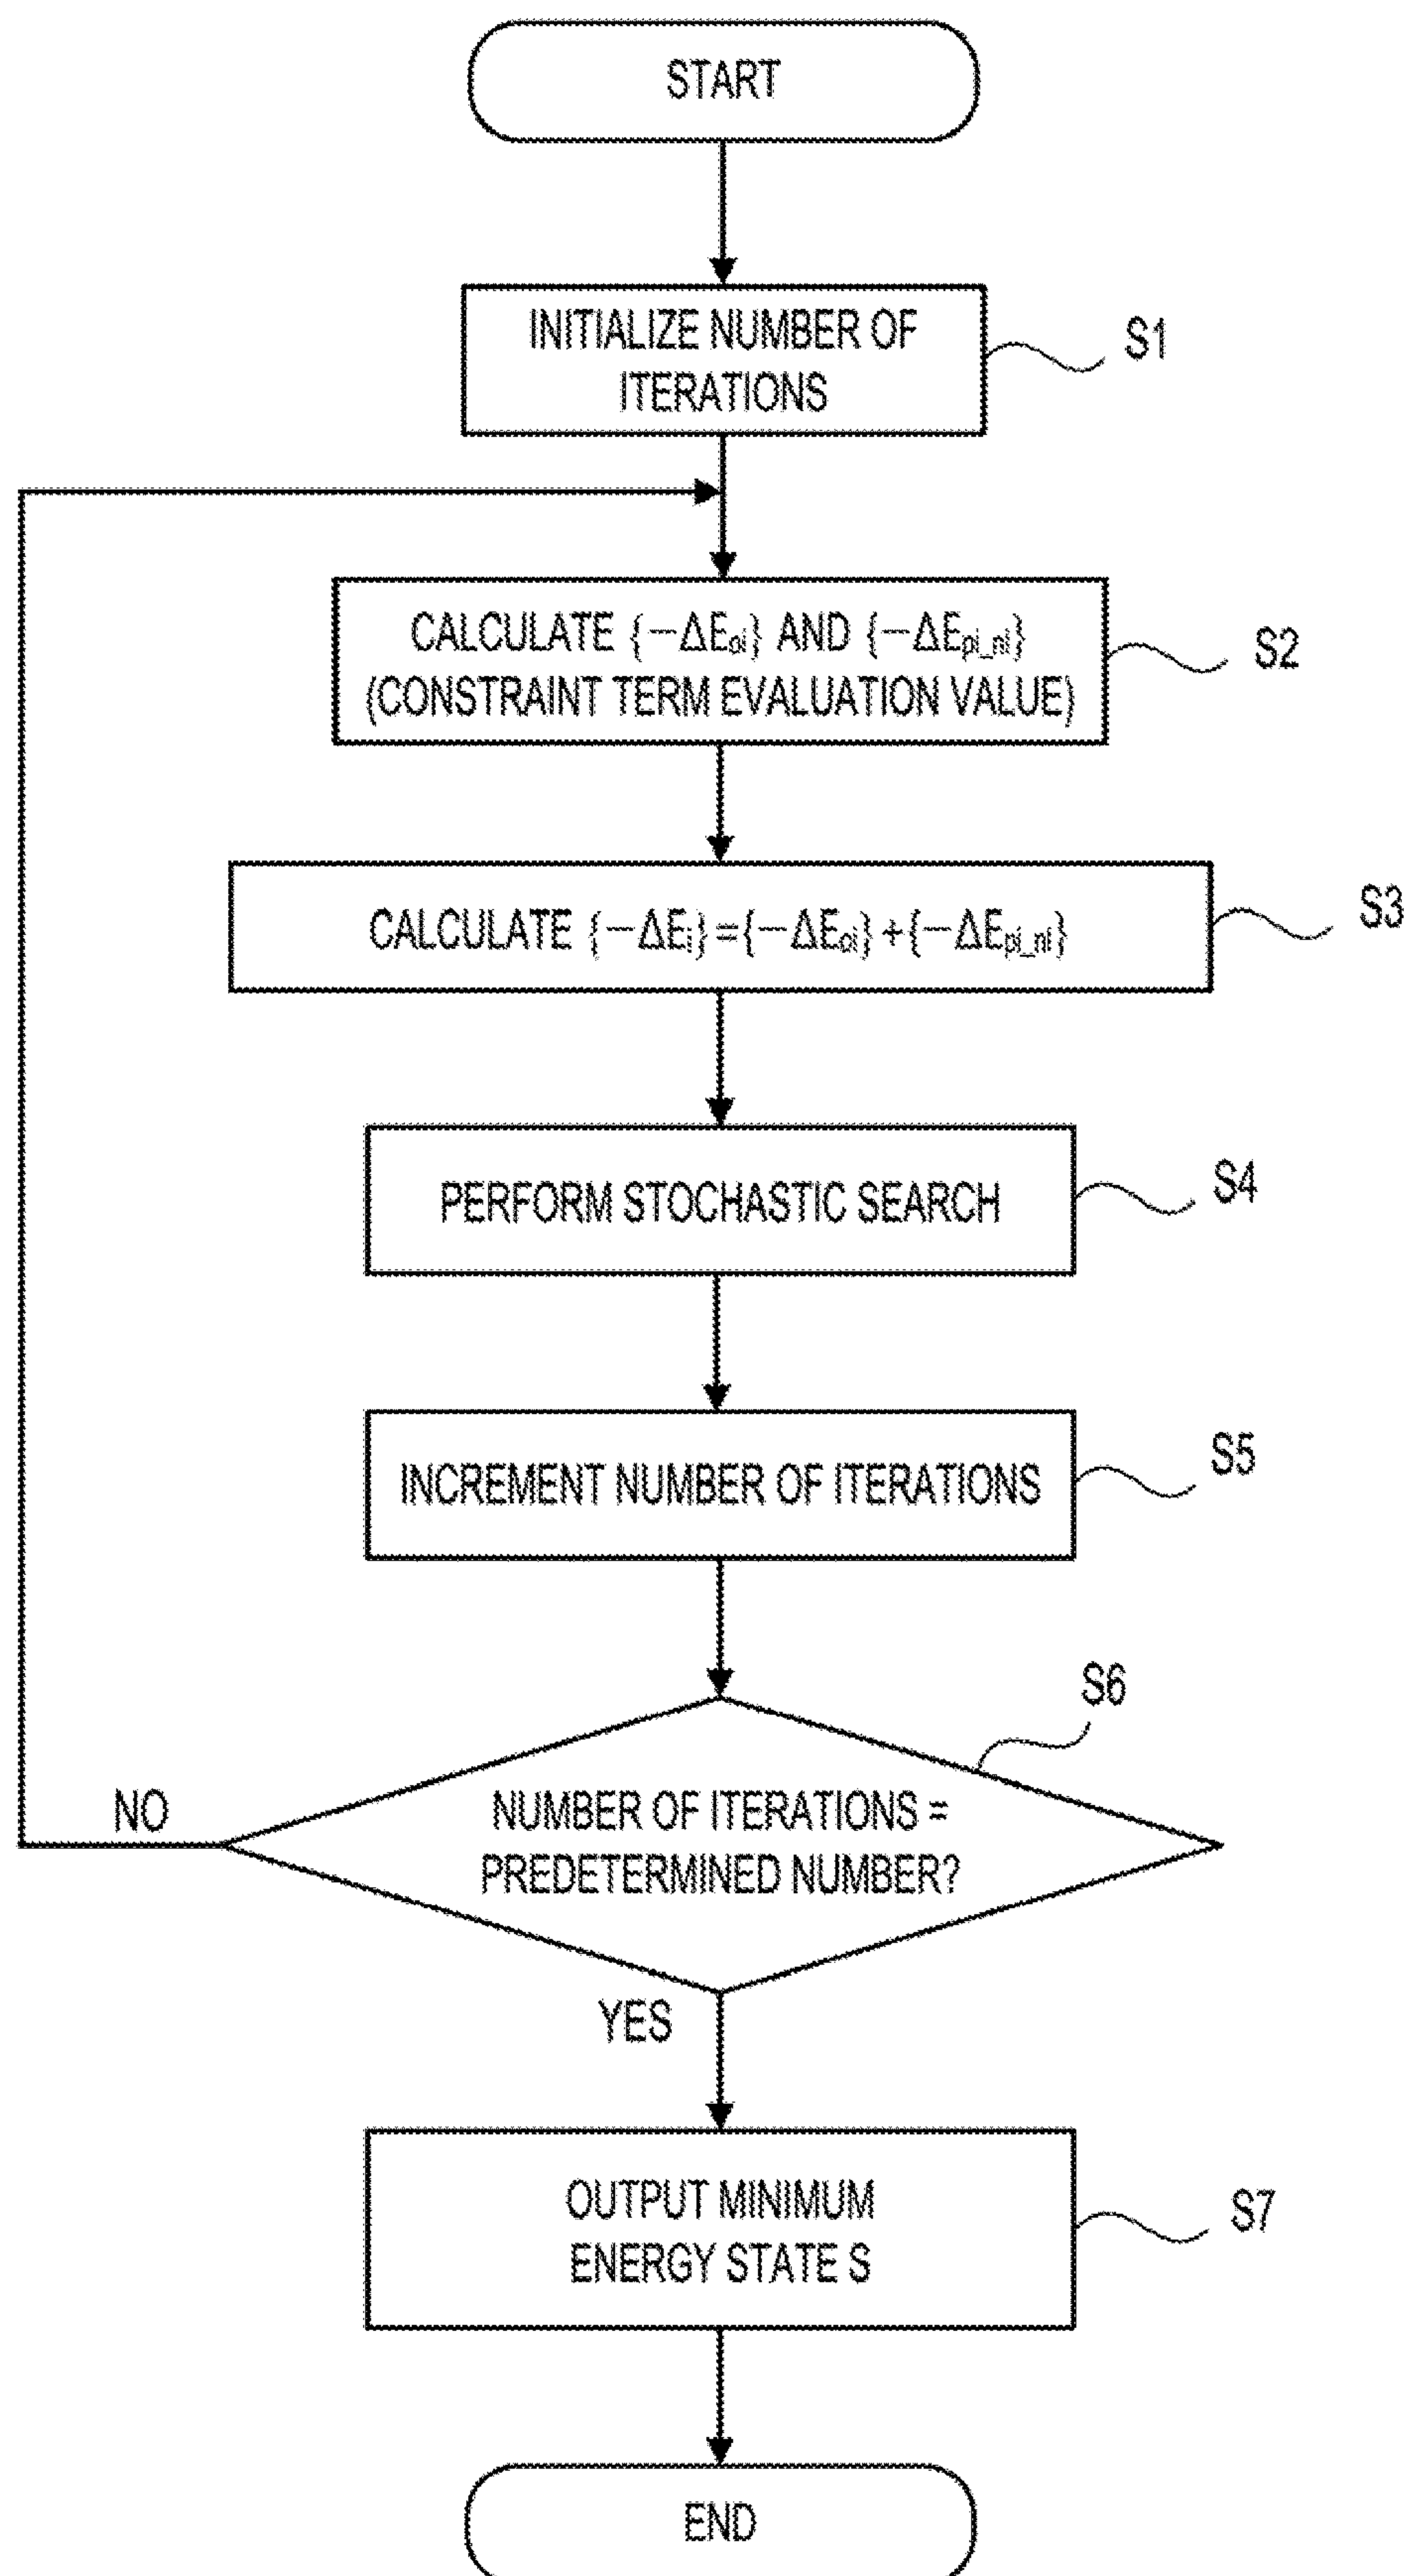 START
INITIALIZE NUMBER OF
ITERATIONS
S1
CALCULATE {−ΔEoi} AND {−ΔEpi_ni}
(CONSTRAINT TERM EVALUATION VALUE)
S2
CALCULATE {−ΔEi}={−ΔEoi}+{−ΔEpi_ni}
S3
PERFORM STOCHASTIC SEARCH
S4
INCREMENT NUMBER OF ITERATIONS
S5
S6
NUMBER OF ITERATIONS =
PREDETERMINED NUMBER?
NO
YES
OUTPUT MINIMUM
ENERGY STATE S
S7
END